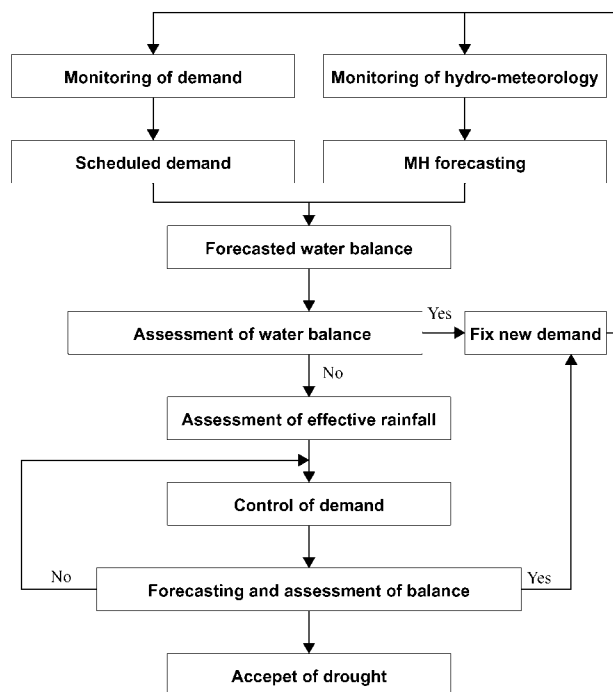 Monitoring of demand
Monitoring of hydro-meteorology
Scheduled demand
MH forecasting
Forecasted water balance
Yes
Assessment of water balance
Fix new demand
No
Assessment of effective rainfall
Control of demand
No
Yes
Forecasting and assessment of balance
Accepet of drought